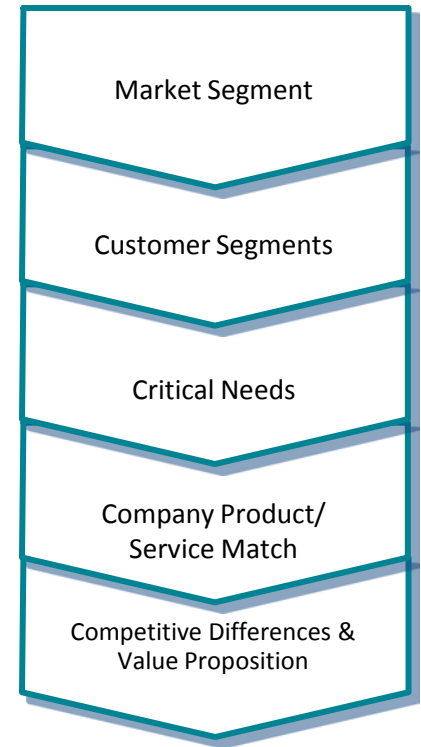 Market Segment
Customer Segments
Critical Needs
Company Product/
Service Match
Competitive Differences &
Value Proposition